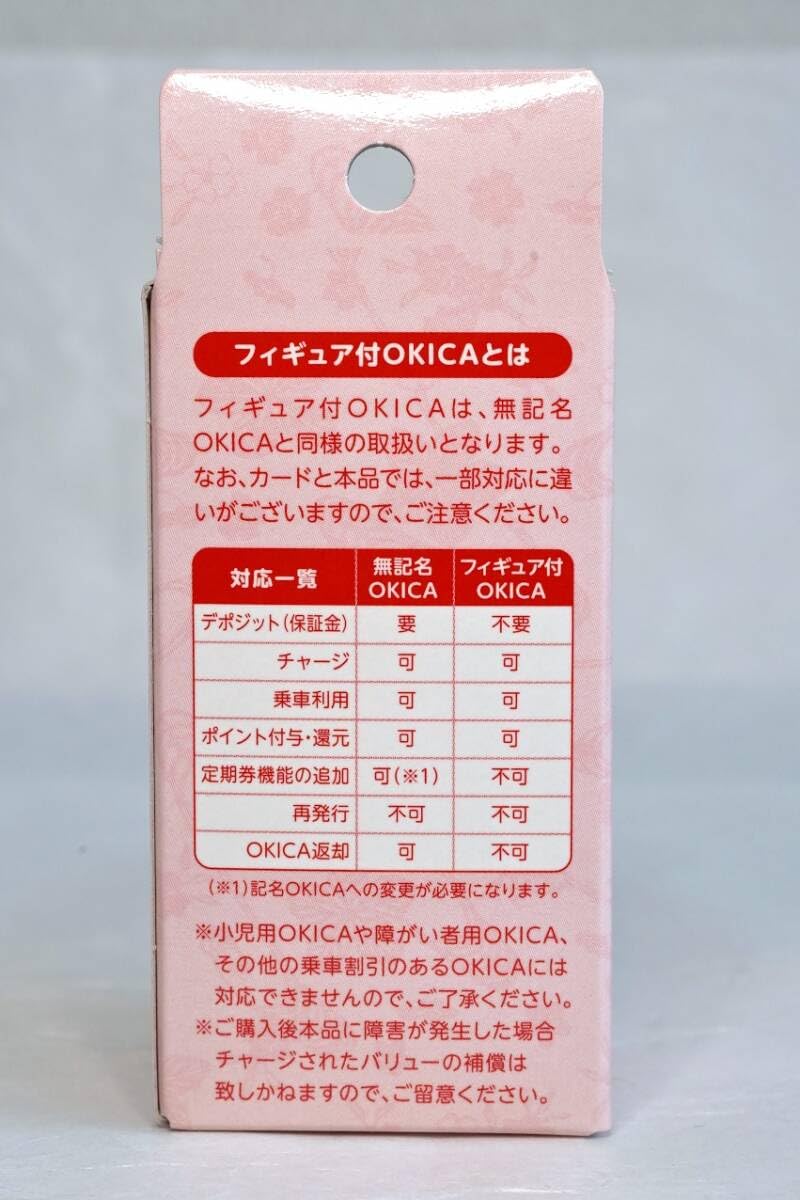 フィギュア付OKICAとは
フィギュア付OKICAは、無記名
OKICAと同様の取扱いとなります。
なお、カードと本品では、一部対応に違
いがございますので、ご注意ください。
対応一覧 無記名OKICA フィギュア付OKICA
デポジット(保証金) 要 不要
チャージ 可 可
乗車利用 可 可
ポイント付与・還元 可 可
定期券機能の追加 可(※1) 不可
再発行 不可 不可
OKICA返却 可 不可
(※1)記名OKICAへの変更が必要になります。
※小児用OKICAや障がい者用OKICA、
その他の乗車割引のあるOKICAには
対応できませんので、ご了承ください。
※ご購入後本品に障害が発生した場合
チャージされたバリューの補償は
致しかねますので、ご留意ください。